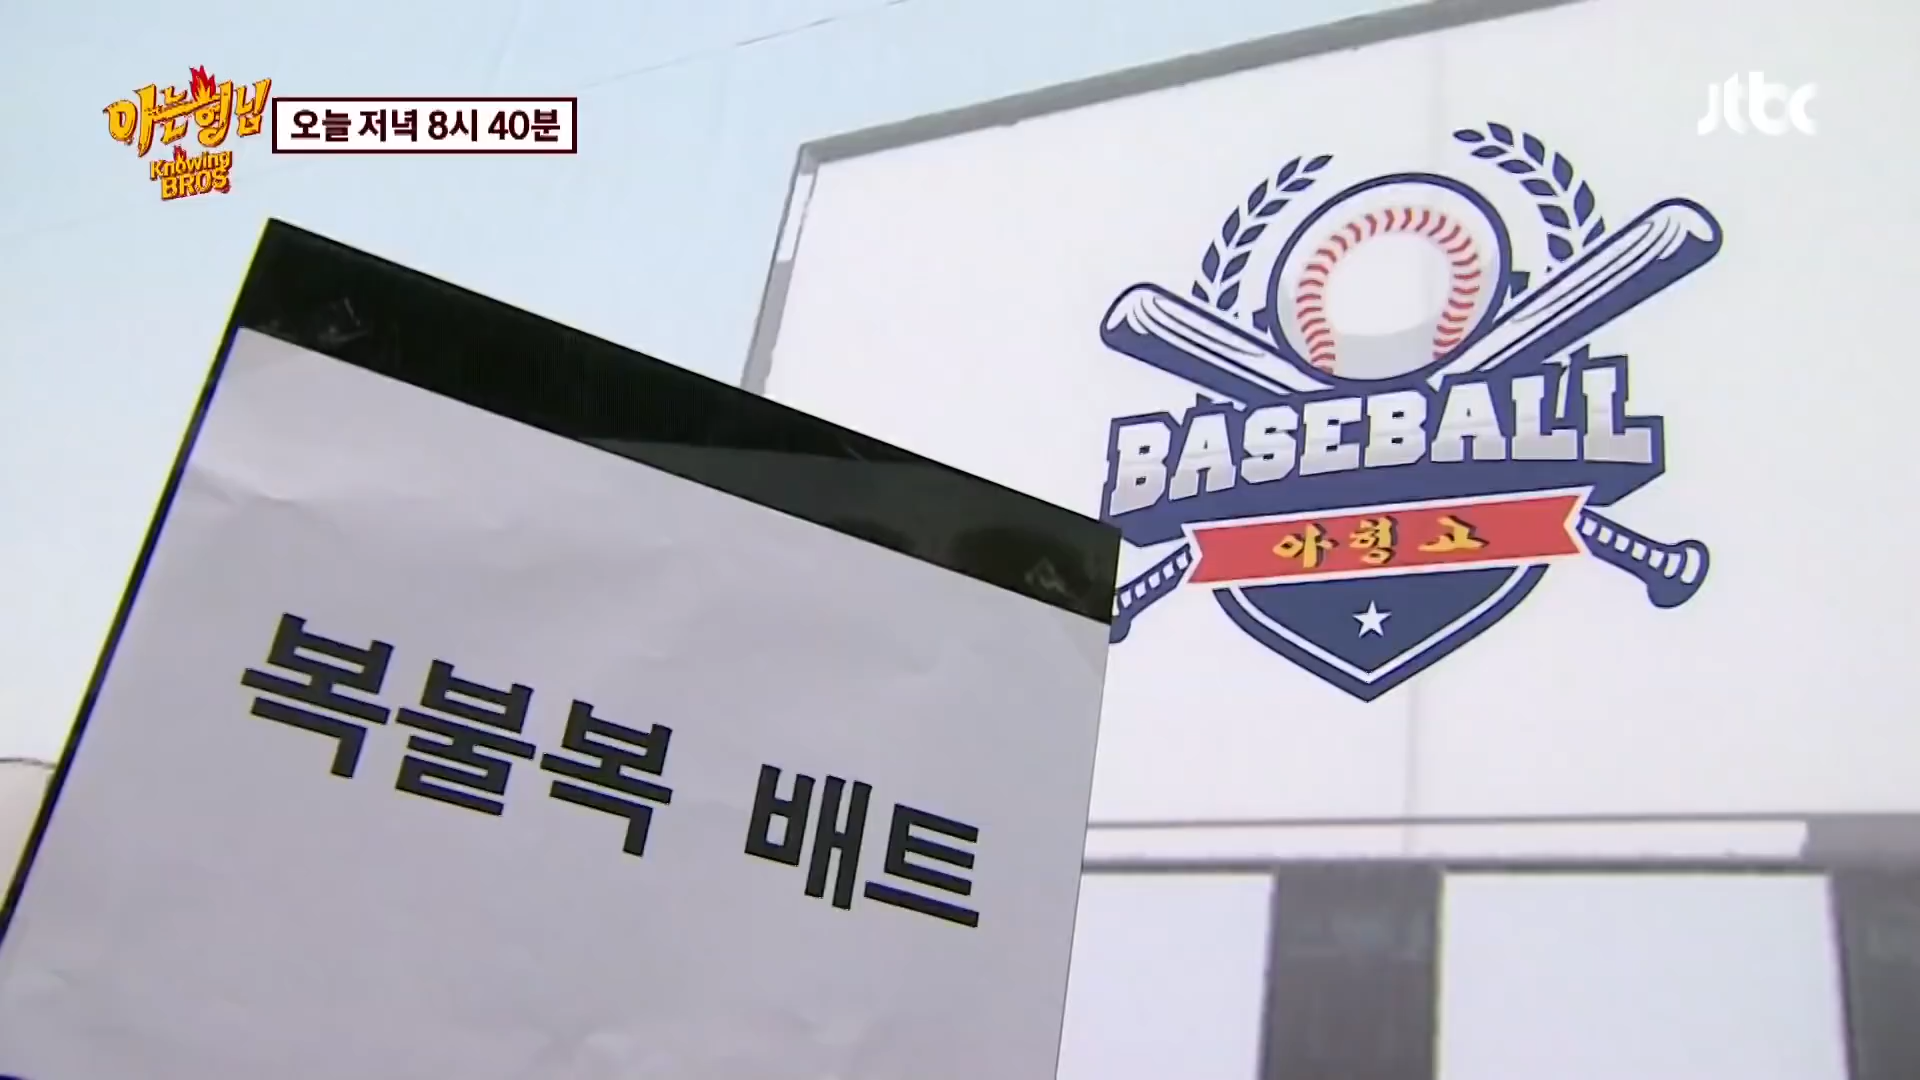 아는형님
Knowing
BROS
오늘 저녁 8시 40분
jtbc
BASEBALL
아형고
복불복 배트